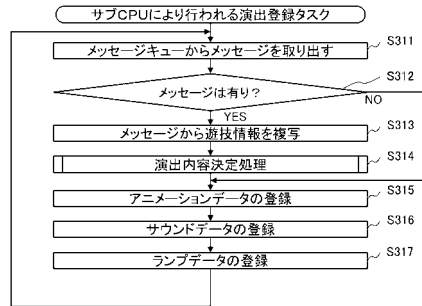 サブCPUにより行われる演出登録タスク
メッセージキューからメッセージを取り出す
S311
メッセージは有り?
S312
NO
YES
メッセージから遊技情報を複写
S313
演出内容決定処理
S314
アニメーションデータの登録
S315
サウンドデータの登録
S316
ランプデータの登録
S317